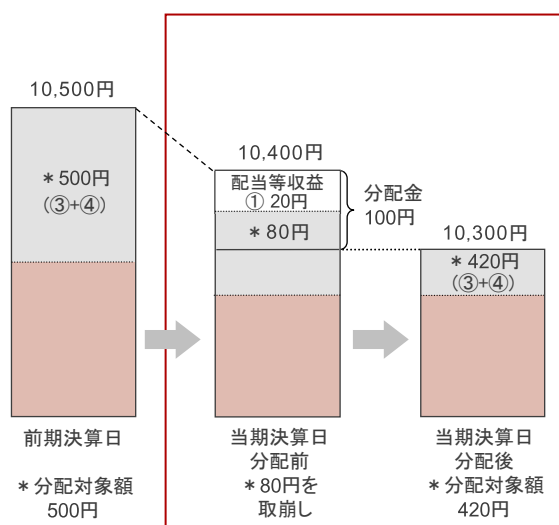 10,500円
＊500円
(③+④)
前期決算日
＊分配対象額
500円
10,400円
配当等収益
① 20円
＊80円
分配金
100円
当期決算日
分配前
＊80円を
取崩し
10,300円
＊420円
(③+④)
当期決算日
分配後
＊分配対象額
420円